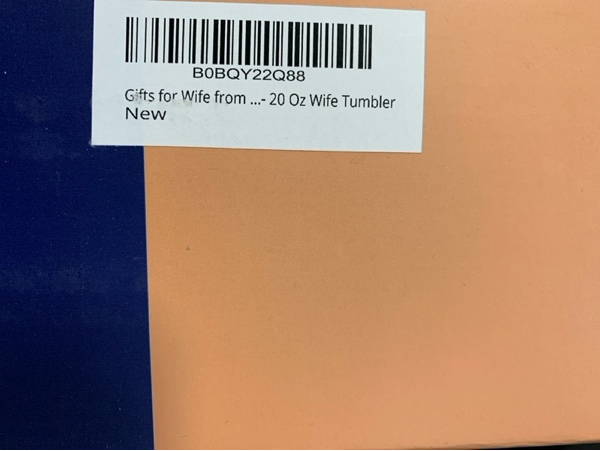 B0BQY22Q88
Gifts for Wife from ...- 20 Oz Wife Tumbler
New